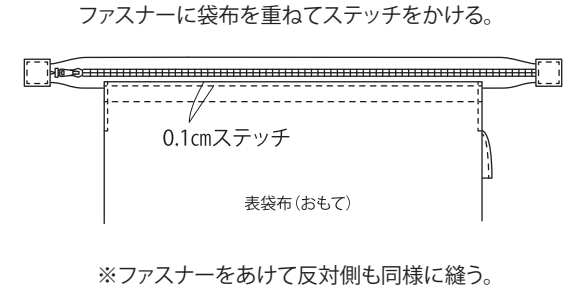 ファスナーに袋布を重ねてステッチをかける。
0.1㎝ステッチ
表袋布(おもて)
※ファスナーをあけて反対側も同様に縫う。